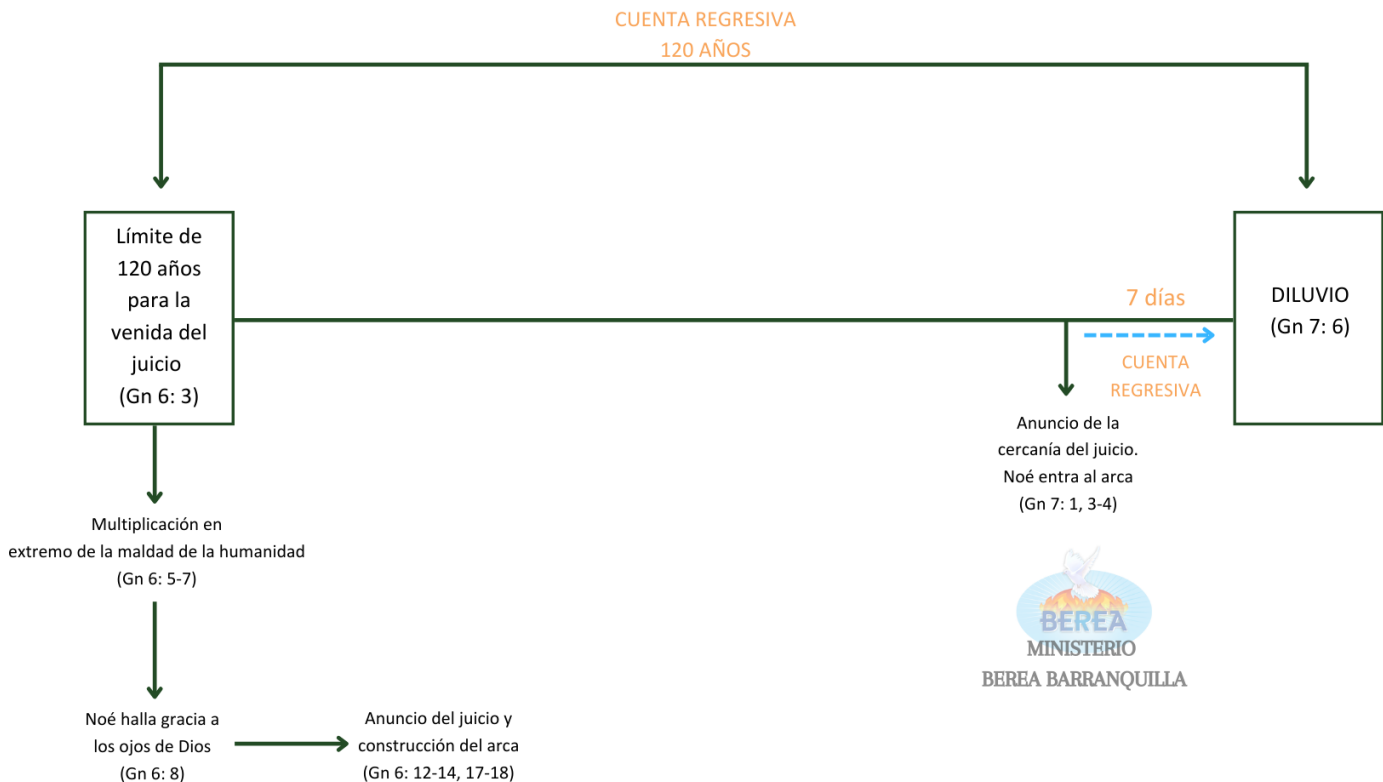 CUENTA REGRESIVA
120 AÑOS
Límite de
120 años
para la
venida del
juicio
(Gn 6: 3)
7 días
CUENTA
REGRESIVA
DILUVIO
(Gn 7: 6)
Anuncio de la
cercanía del juicio.
Noé entra al arca
(Gn 7: 1, 3-4)
Multiplicación en
extremo de la maldad de la humanidad
(Gn 6: 5-7)
BEREA
MINISTERIO
BEREA BARRANQUILLA
Noé halla gracia a
los ojos de Dios
(Gn 6: 8)
Anuncio del juicio y
construcción del arca
(Gn 6: 12-14, 17-18)